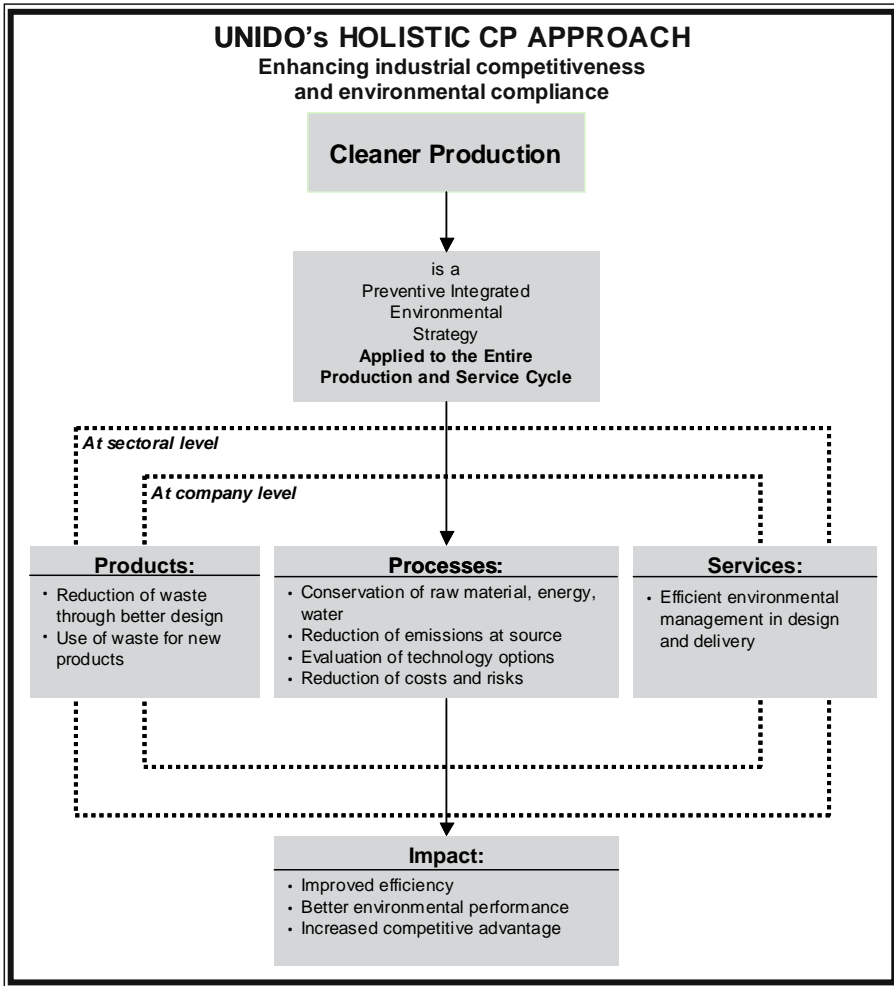 UNIDO's HOLISTIC CP APPROACH
Enhancing industrial competitiveness
and environmental compliance
Cleaner Production
is a
Preventive Integrated
Environmental
Strategy
Applied to the Entire
Production and Service Cycle
At sectoral level
At company level
Products:
• Reduction of waste
through better design
• Use of waste for new
products
Processes:
• Conservation of raw material, energy,
water
• Reduction of emissions at source
• Evaluation of technology options
• Reduction of costs and risks
Services:
• Efficient environmental
management in design
and delivery
Impact:
• Improved efficiency
• Better environmental performance
• Increased competitive advantage